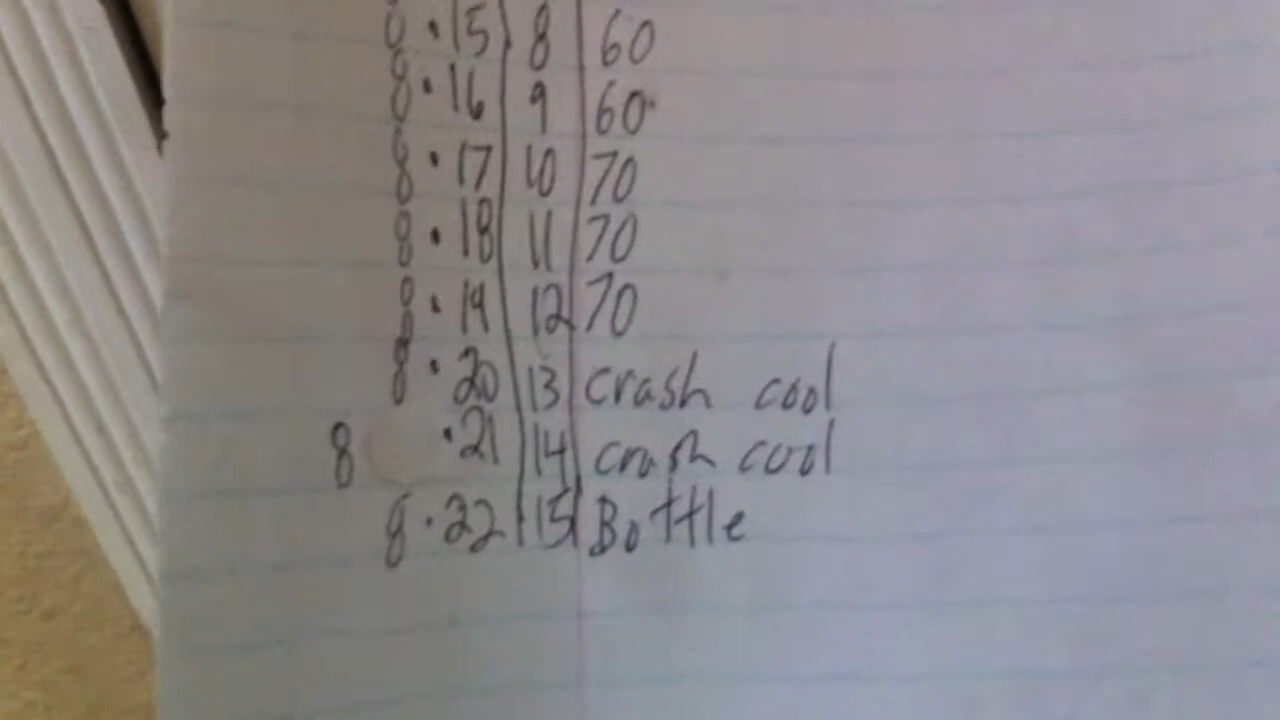 8 · 15 | 8 | 60
8 · 16 | 9 | 60
8 · 17 | 10 | 70
8 · 18 | 11 | 70
8 · 19 | 12 | 70
8 · 20 | 13 | crash cool
8 · 21 | 14 | crash cool
8 · 22 | 15 | Bottle